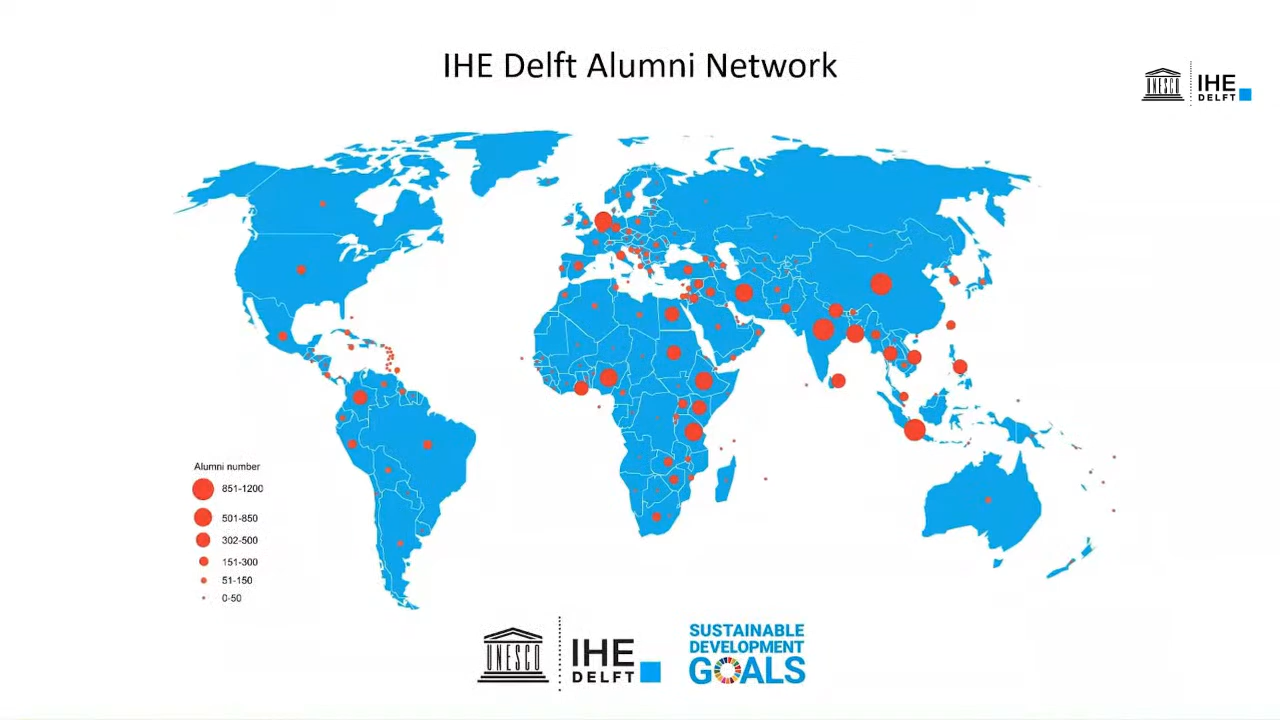 IHE Delft Alumni Network
UNESCO
IHE
DELFT
Alumni number
851-1200
501-850
302-500
151-300
51-150
0-50
UNESCO
IHE
DELFT
SUSTAINABLE
DEVELOPMENT
GOALS